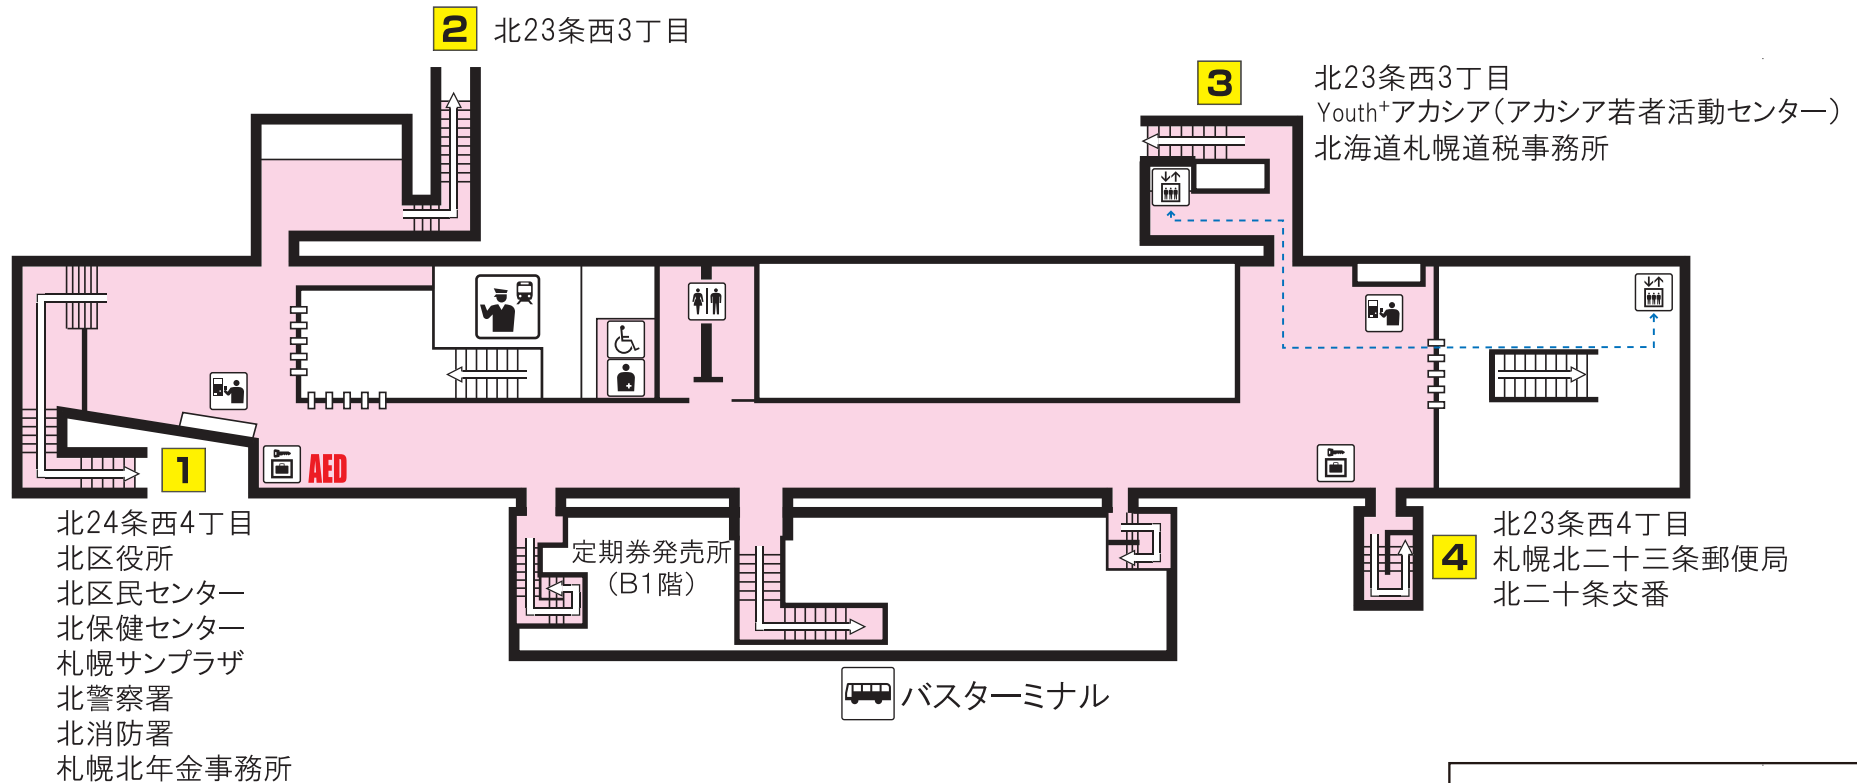 2 北23条西3丁目
3
北23条西3丁目
Youth+アカシア(アカシア若者活動センター)
北海道札幌道税事務所
AED
1
北24条西4丁目
北区役所
北区民センター
北保健センター
札幌サンプラザ
北警察署
北消防署
札幌北年金事務所
定期券発売所
(B1階)
4
北23条西4丁目
札幌北二十三条郵便局
北二十条交番
バスターミナル